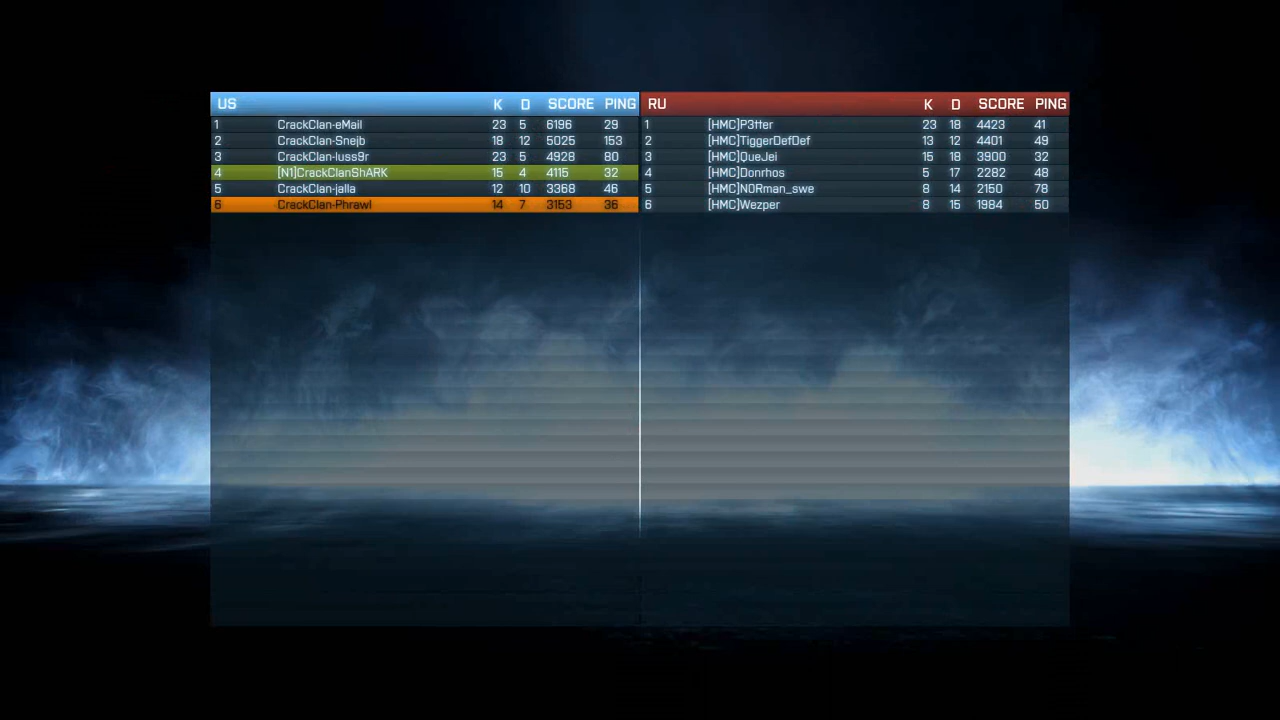 US K D SCORE PING
1 CrackClan-eMail 23 5 6196 29
2 CrackClan-Snejb 18 12 5025 153
3 CrackClan-luss9r 23 5 4928 80
4 [N1]CrackClanShARK 15 4 4115 32
5 CrackClan-jalla 12 10 3368 46
6 CrackClan-Phrawl 14 7 3153 36
RU K D SCORE PING
1 [HMC]P3tter 23 18 4423 41
2 [HMC]TiggerDefDef 13 12 4401 49
3 [HMC]QueJei 15 18 3900 32
4 [HMC]Donrhos 5 17 2282 48
5 [HMC]N0Rman_swe 8 14 2150 78
6 [HMC]Wezper 8 15 1984 50